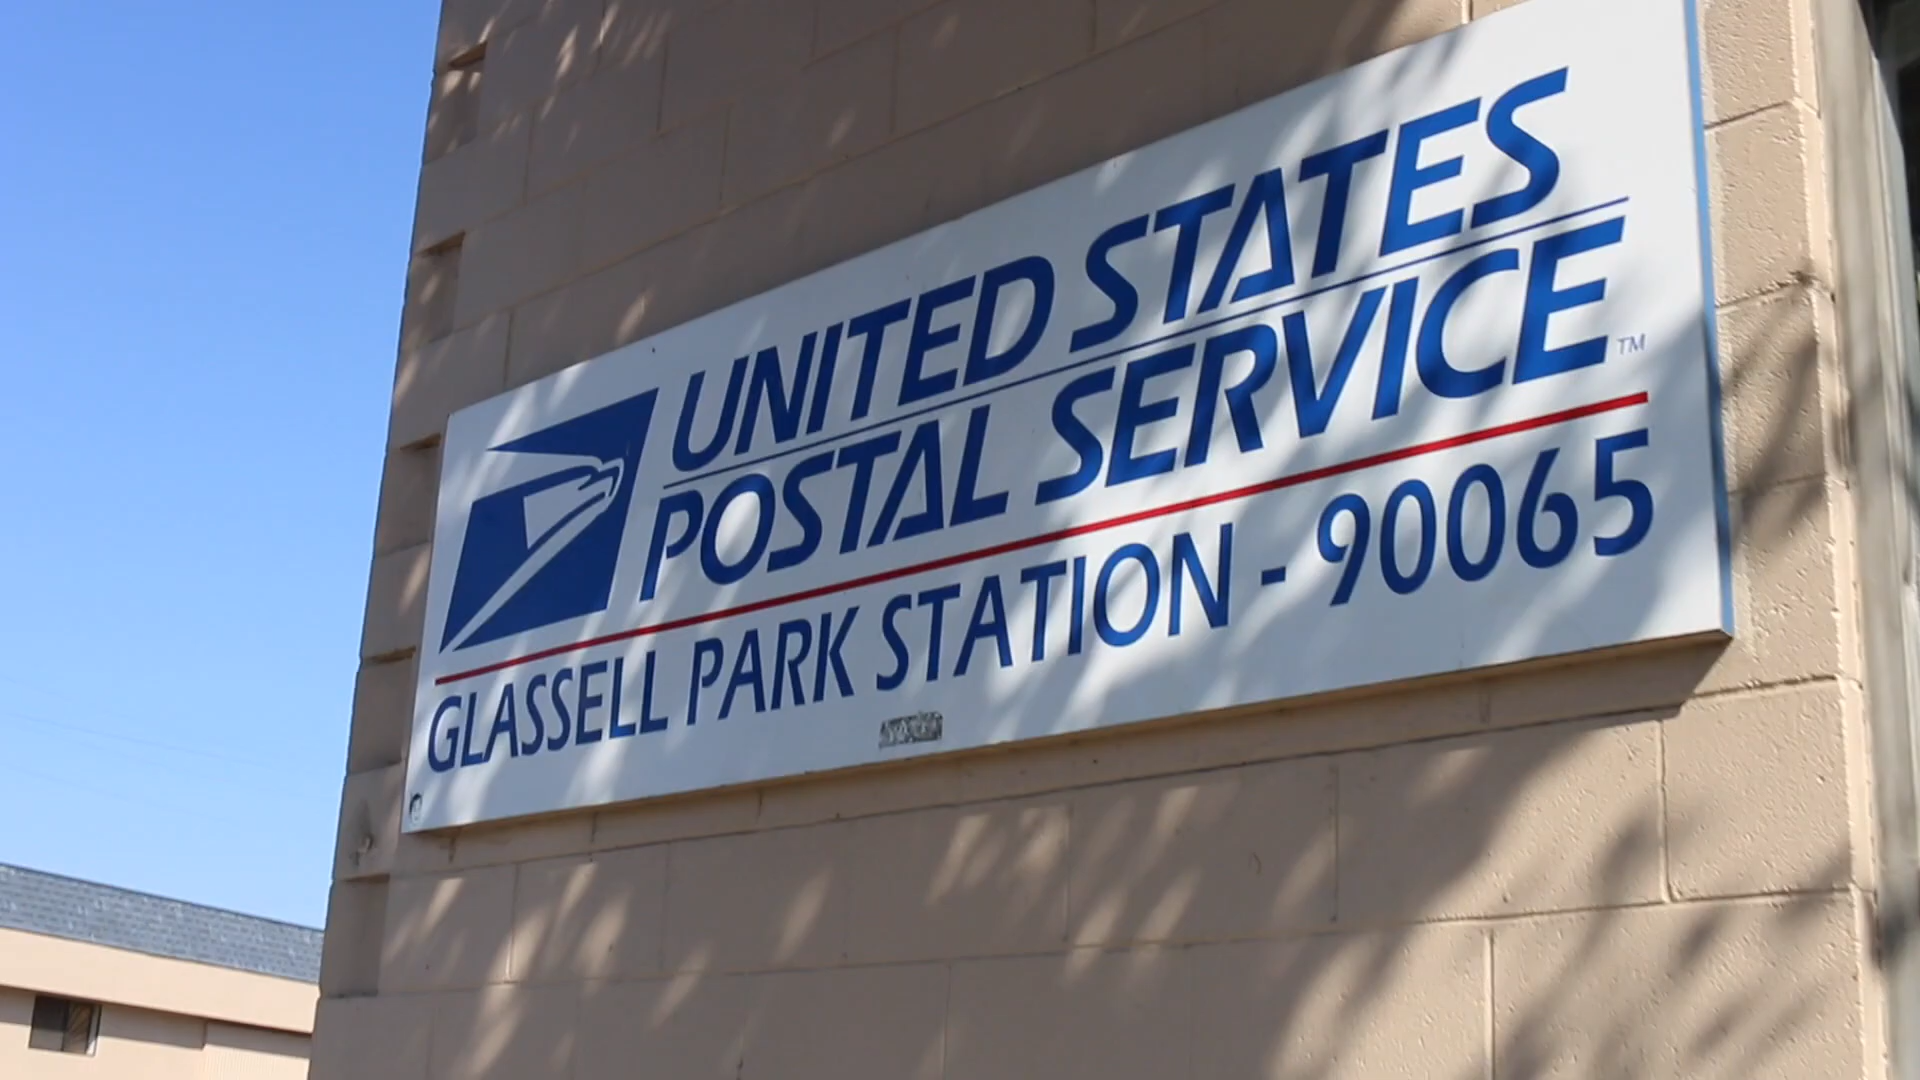 UNITED STATES
POSTAL SERVICE™
GLASSELL PARK STATION - 90065